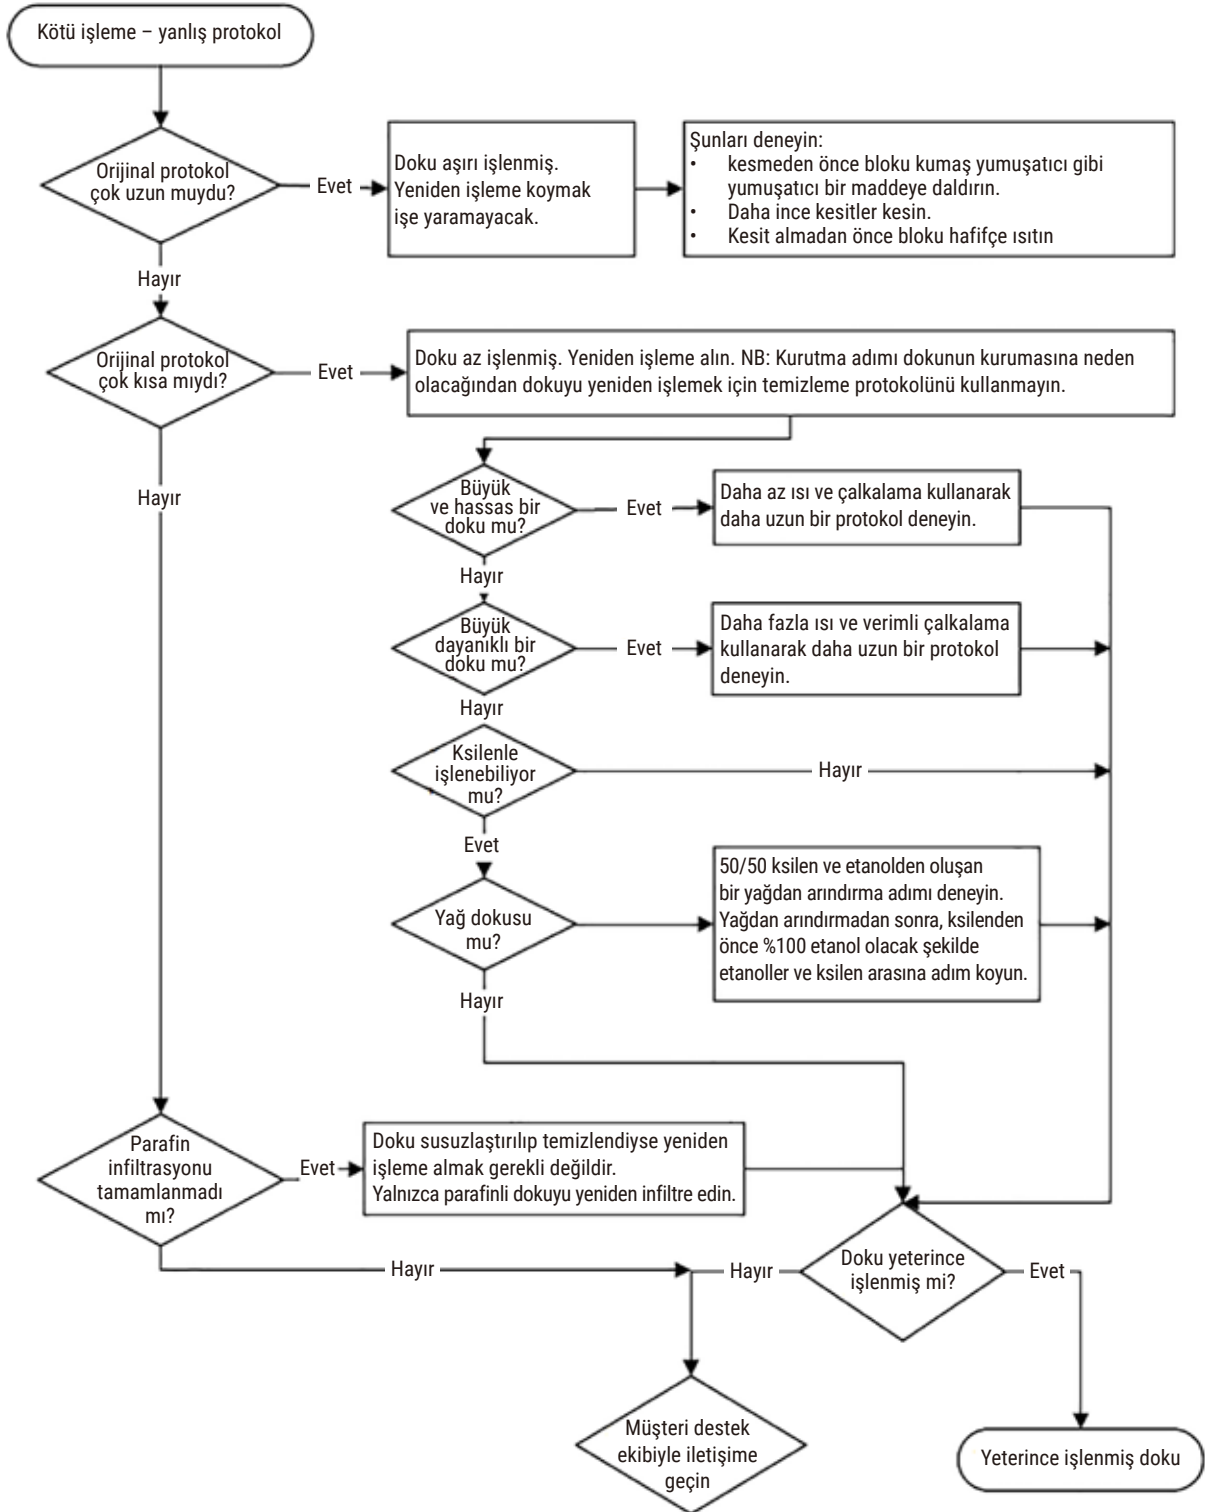 Kötü işleme – yanlış protokol
Orijinal protokol
çok uzun muydu?
Evet
Doku aşırı işlenmiş.
Yeniden işleme koymak
işe yaramayacak.
Şunları deneyin:
• kesmeden önce bloku kumaş yumuşatıcı gibi
yumuşatıcı bir maddeye daldırın.
• Daha ince kesitler kesin.
• Kesit almadan önce bloku hafifçe ısıtın
Hayır
Orijinal protokol
çok kısa mıydı?
Evet
Doku az işlenmiş. Yeniden işleme alın. NB: Kurutma adımı dokunun kurumasına neden
olacağından dokuyu yeniden işlemek için temizleme protokolünü kullanmayın.
Hayır
Büyük
ve hassas bir
doku mu?
Evet
Daha az ısı ve çalkalama kullanarak
daha uzun bir protokol deneyin.
Hayır
Büyük
dayanıklı bir
doku mu?
Evet
Daha fazla ısı ve verimli çalkalama
kullanarak daha uzun bir protokol
deneyin.
Hayır
Ksilenle
işlenebiliyor
mu?
Hayır
Evet
Yağ dokusu
mu?
50/50 ksilen ve etanolden oluşan
bir yağdan arındırma adımı deneyin.
Yağdan arındırmadan sonra, ksilenden
önce %100 etanol olacak şekilde
etanoller ve ksilen arasına adım koyun.
Hayır
Parafin
infiltrasyonu
tamamlanmadı
mı?
Evet
Doku susuzlaştırılıp temizlendiyse yeniden
işleme almak gerekli değildir.
Yalnızca parafinli dokuyu yeniden infiltre edin.
Hayır
Hayır
Doku yeterince
işlenmiş mi?
Evet
Müşteri destek
ekibiyle iletişime
geçin
Yeterince işlenmiş doku